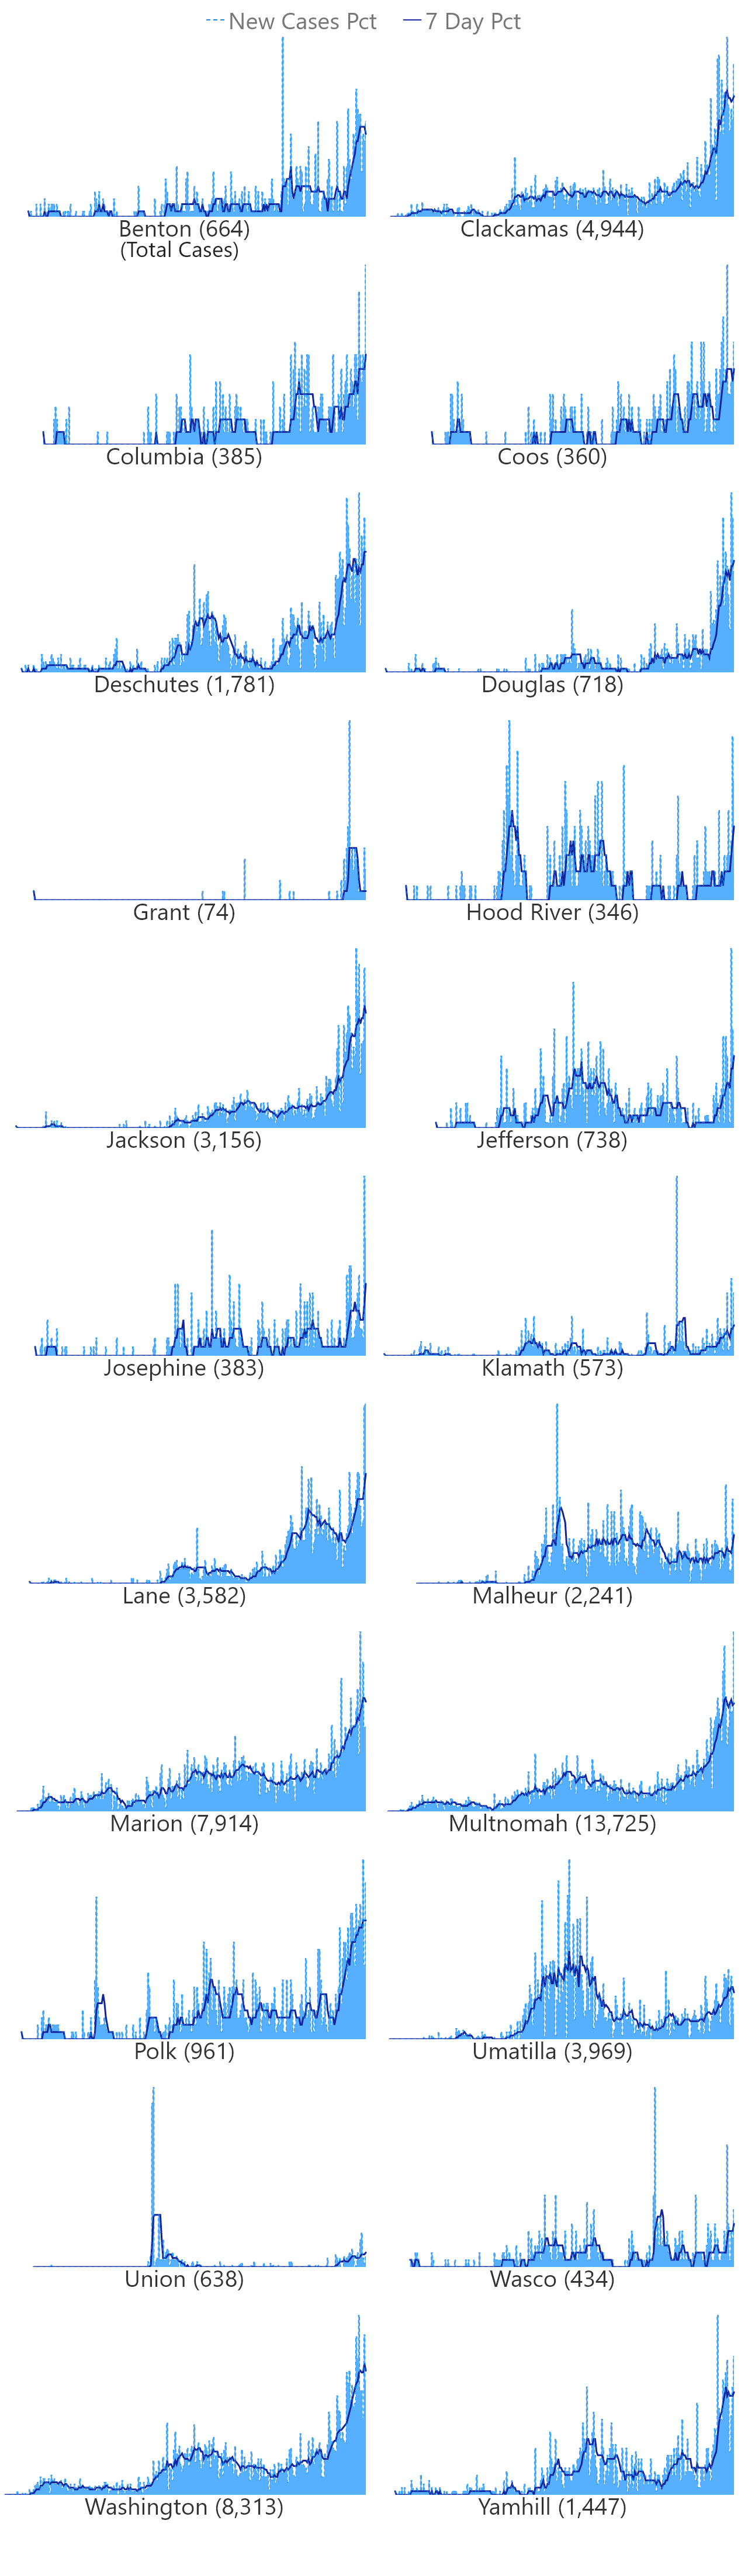 New Cases Pct 7 Day Pct
Benton (664) Clackamas (4,944)
(Total Cases)
Columbia (385) Coos (360)
Deschutes (1,781) Douglas (718)
Grant (74) Hood River (346)
Jackson (3,156) Jefferson (738)
Josephine (383) Klamath (573)
Lane (3,582) Malheur (2,241)
Marion (7,914) Multnomah (13,725)
Polk (961) Umatilla (3,969)
Union (638) Wasco (434)
Washington (8,313) Yamhill (1,447)